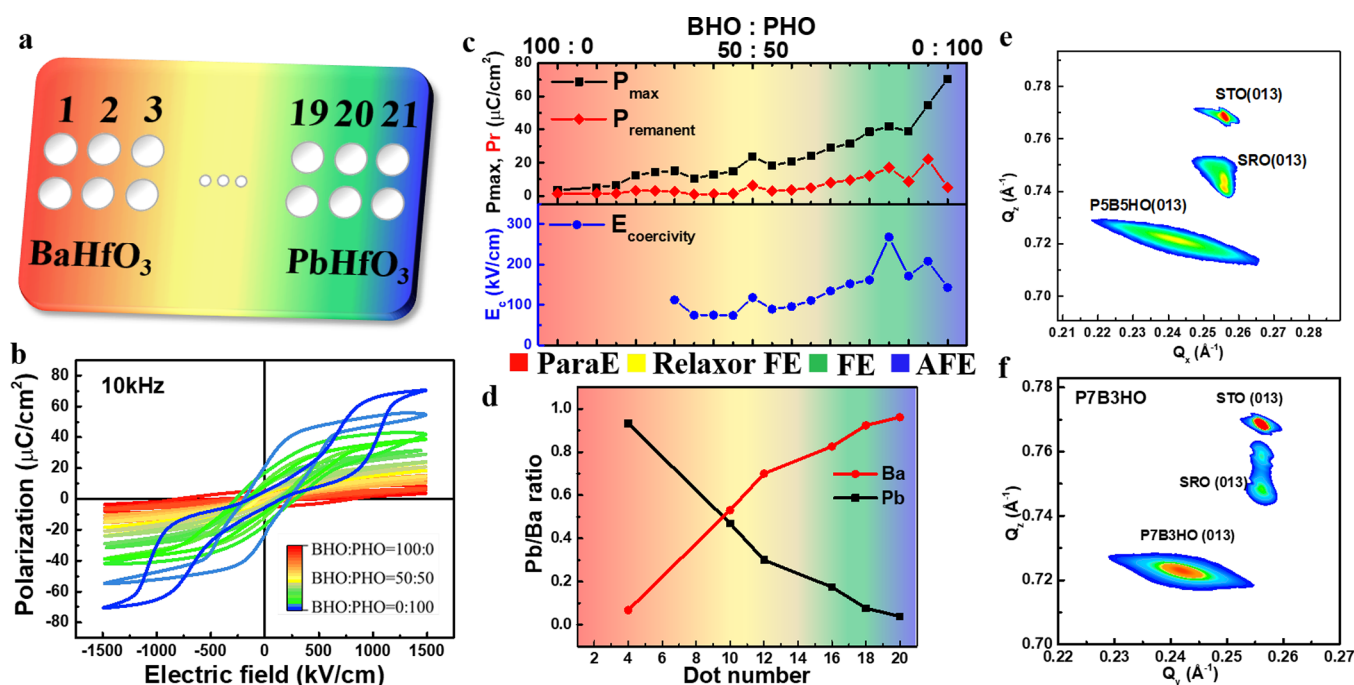 a
1 2 3 19 20 21
BaHfO3 PbHfO3
b
10kHz
Polarization (μC/cm²)
80
60
40
20
0
-20
-40
-60
-80
BHO:PHO=100:0
BHO:PHO=50:50
BHO:PHO=0:100
-1500 -1000 -500 0 500 1000 1500
Electric field (kV/cm)
c
BHO : PHO
100 : 0 50 : 50 0 : 100
Pmax, Pr (μC/cm²)
80
60
40
20
0
Pmax
Premanent
Ec (kV/cm)
300
200
100
0
Ecoercivity
ParaE Relaxor FE FE AFE
d
Pb/Ba ratio
1.0
0.8
0.6
0.4
0.2
0.0
Ba
Pb
2 4 6 8 10 12 14 16 18 20
Dot number
e
Qz (Å⁻¹)
0.78
0.76
0.74
0.72
0.70
STO(013)
SRO(013)
P5B5HO(013)
0.21 0.22 0.23 0.24 0.25 0.26 0.27 0.28
Qx (Å⁻¹)
f
P7B3HO
Qz (Å⁻¹)
0.78
0.76
0.74
0.72
0.70
STO (013)
SRO (013)
P7B3HO (013)
0.22 0.23 0.24 0.25 0.26 0.27